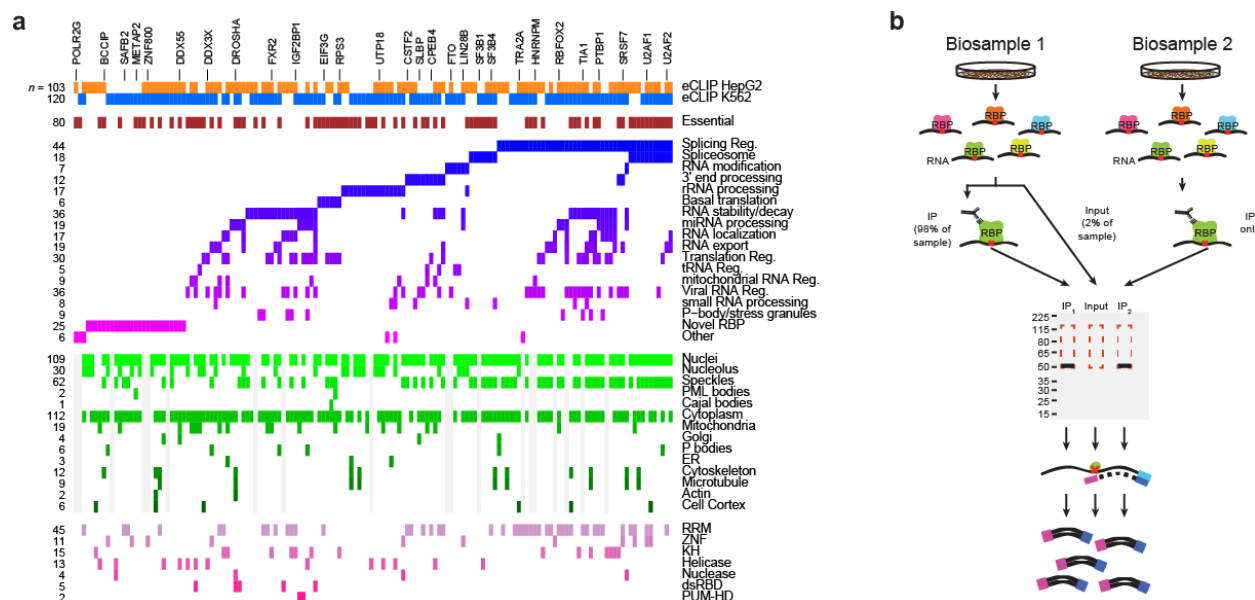 a
POLR2G
BCCIP
SAFB2
METAP2
ZNF800
DDX55
DDX3X
DROSHA
FXR2
IGF2BP1
EIF3G
RPS3
UTP18
CSTF2
SLBP
CPEB4
FTO
LIN28B
SF3B1
SF3B4
TRA2A
HNRNPM
RBFOX2
TIA1
PTBP1
SRSF7
U2AF1
U2AF2
n = 103 eCLIP HepG2
120 eCLIP K562
80 Essential
44 Splicing Reg.
18 Spliceosome
7 RNA modification
12 3' end processing
17 rRNA processing
6 Basal translation
36 RNA stability/decay
19 miRNA processing
17 RNA localization
19 RNA export
30 Translation Reg.
5 tRNA Reg.
9 mitochondrial RNA Reg.
36 Viral RNA Reg.
8 small RNA processing
9 P-body/stress granules
25 Novel RBP
6 Other
109 Nuclei
30 Nucleolus
62 Speckles
2 PML bodies
1 Cajal bodies
112 Cytoplasm
19 Mitochondria
4 Golgi
6 P bodies
3 ER
12 Cytoskeleton
9 Microtubule
2 Actin
6 Cell Cortex
45 RRM
11 ZNF
15 KH
13 Helicase
4 Nuclease
5 dsRBD
2 PUM-HD
b
Biosample 1 Biosample 2
RBP RBP RBP RBP RBP RBP
RNA RBP RBP RNA RBP RBP
IP
(98% of
sample)
RBP
Input
(2% of
sample)
RBP
IP
onl
IP1 Input IP2
225
115
80
65
50
35
30
25
15